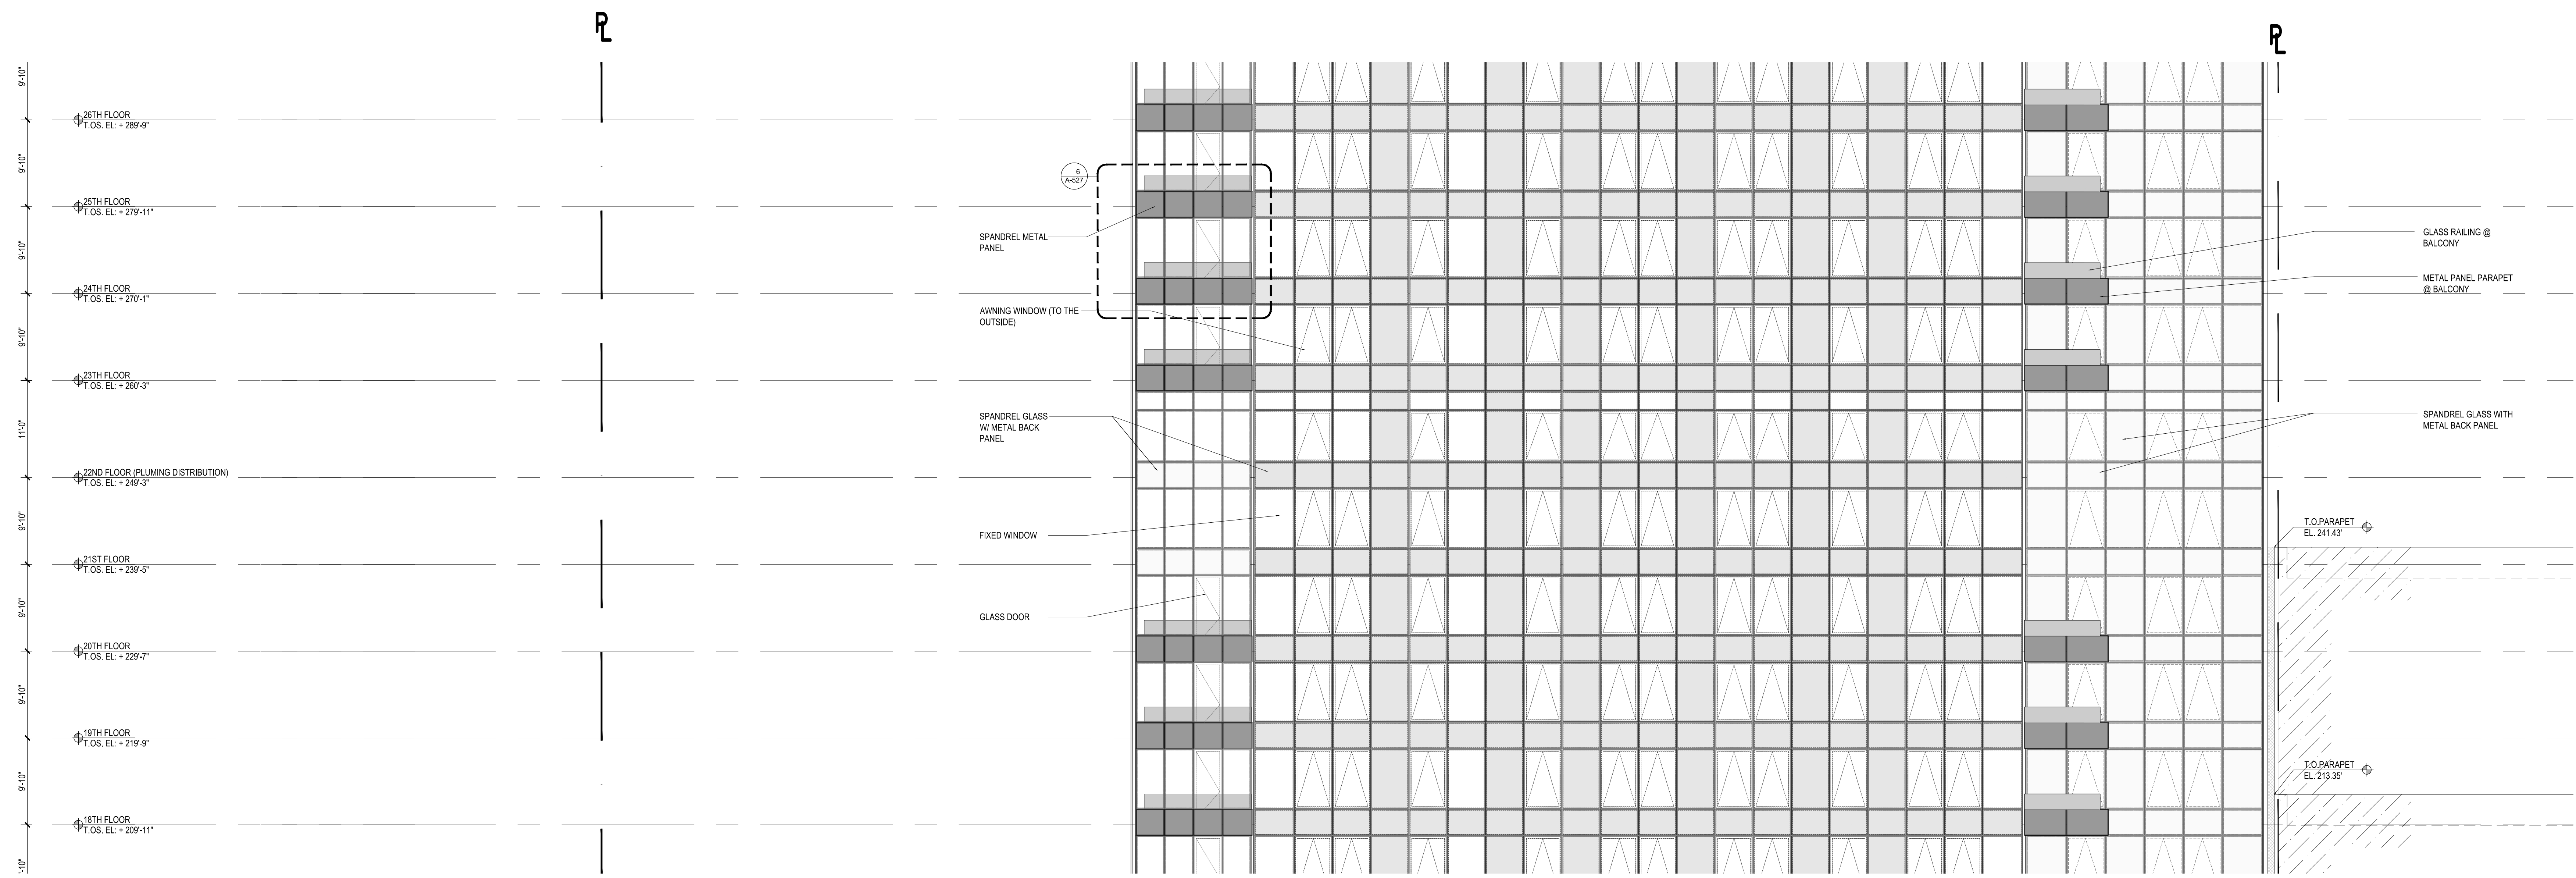 PL
PL
9'-10"
26TH FLOOR
T.OS. EL: + 289'-9"
9'-10"
6
A-527
25TH FLOOR
T.OS. EL: + 279'-11"
SPANDREL METAL
PANEL
GLASS RAILING @
BALCONY
9'-10"
METAL PANEL PARAPET
@ BALCONY
24TH FLOOR
T.OS. EL: + 270'-1"
AWNING WINDOW (TO THE
OUTSIDE)
9'-10"
23TH FLOOR
T.OS. EL: + 260'-3"
SPANDREL GLASS
W/ METAL BACK
PANEL
SPANDREL GLASS WITH
METAL BACK PANEL
11'-0"
22ND FLOOR (PLUMING DISTRIBUTION)
T.OS. EL: + 249'-3"
9'-10"
FIXED WINDOW
T.O.PARAPET
EL. 241.43'
21ST FLOOR
T.OS. EL: + 239'-5"
9'-10"
GLASS DOOR
20TH FLOOR
T.OS. EL: + 229'-7"
9'-10"
19TH FLOOR
T.OS. EL: + 219'-9"
9'-10"
T.O.PARAPET
EL. 213.35'
18TH FLOOR
T.OS. EL: + 209'-11"
'-10"